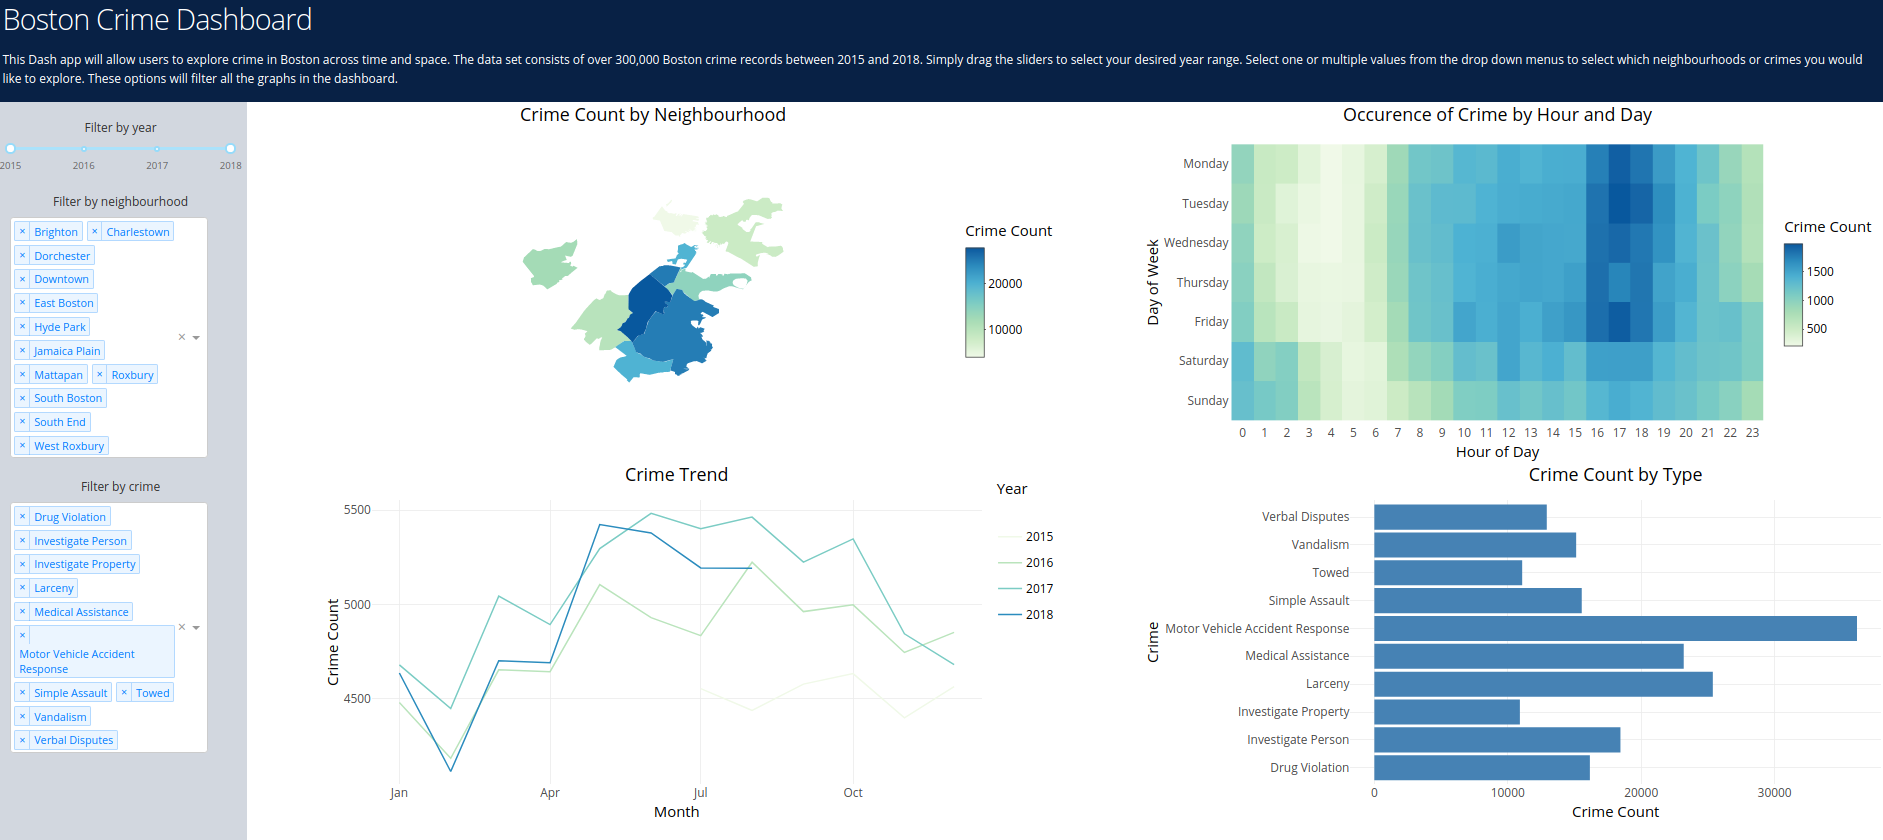 Boston Crime Dashboard
This Dash app will allow users to explore crime in Boston across time and space. The data set consists of over 300,000 Boston crime records between 2015 and 2018. Simply drag the sliders to select your desired year range. Select one or multiple values from the drop down menus to select which neighbourhoods or crimes you would
like to explore. These options will filter all the graphs in the dashboard.
Filter by year
2015 2016 2017 2018
Filter by neighbourhood
× Brighton × Charlestown
× Dorchester
× Downtown
× East Boston
× Hyde Park
× Jamaica Plain
× Mattapan × Roxbury
× South Boston
× South End
× West Roxbury
×
Filter by crime
× Drug Violation
× Investigate Person
× Investigate Property
× Larceny
× Medical Assistance
×
Motor Vehicle Accident
Response
× Simple Assault × Towed
× Vandalism
× Verbal Disputes
×
Crime Count by Neighbourhood
Crime Count
20000
10000
Occurence of Crime by Hour and Day
Day of Week
Monday
Tuesday
Wednesday
Thursday
Friday
Saturday
Sunday
0 1 2 3 4 5 6 7 8 9 10 11 12 13 14 15 16 17 18 19 20 21 22 23
Hour of Day
Crime Count
1500
1000
500
Crime Trend
Crime Count
5500
5000
4500
Jan Apr Jul Oct
Month
Year
2015
2016
2017
2018
Crime Count by Type
Crime
Verbal Disputes
Vandalism
Towed
Simple Assault
Motor Vehicle Accident Response
Medical Assistance
Larceny
Investigate Property
Investigate Person
Drug Violation
0 10000 20000 30000
Crime Count